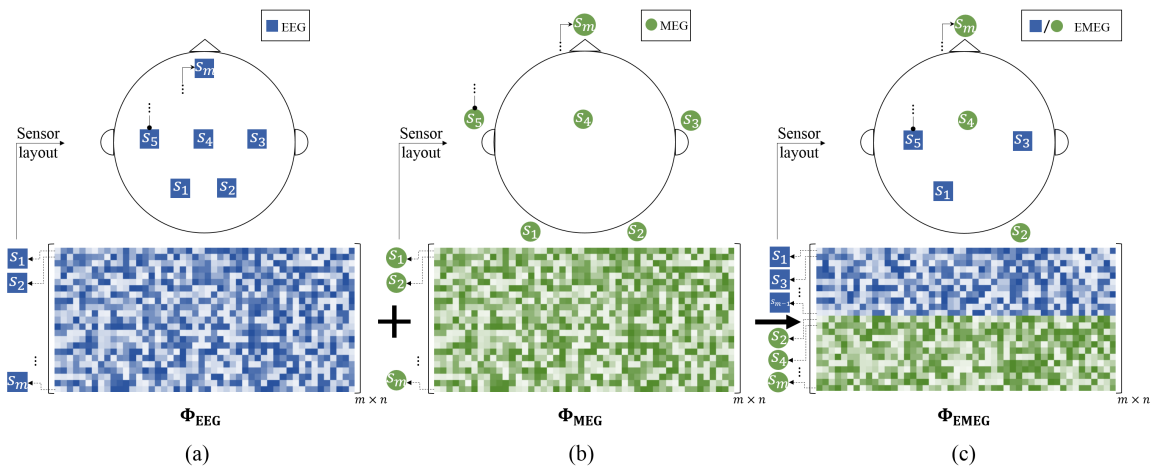 EEG
S_m
⋮
S_5
S_4
S_3
S_1
S_2
Sensor
layout
S_1
S_2
⋮
S_m
m × n
Φ_EEG
(a)
MEG
S_m
⋮
⋮
S_5
S_4
S_3
S_1
S_2
Sensor
layout
S_1
S_2
⋮
S_m
+
m × n
Φ_MEG
(b)
/ EMEG
S_m
⋮
⋮
S_5
S_4
S_3
S_1
S_2
Sensor
layout
S_1
S_3
⋮
S_{m−1}
S_2
S_4
⋮
S_m
m × n
Φ_EMEG
(c)